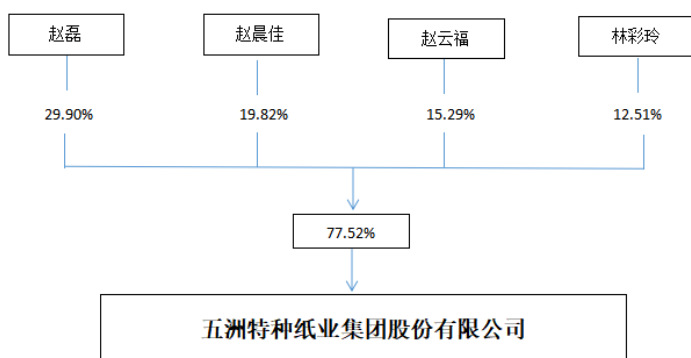 赵磊
赵晨佳
赵云福
林彩玲
29.90%
19.82%
15.29%
12.51%
77.52%
五洲特种纸业集团股份有限公司